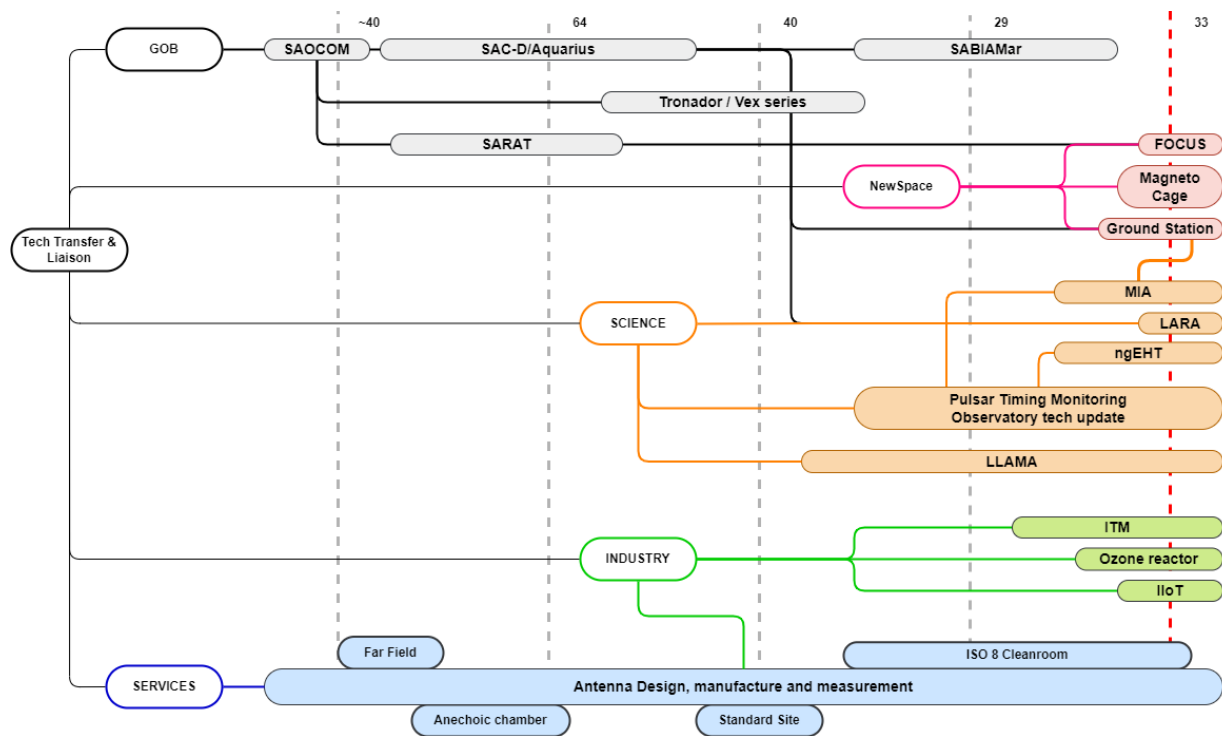 ~40
64
40
29
33
GOB
SAOCOM
SAC-D/Aquarius
SABIAMar
Tronador / Vex series
SARAT
FOCUS
NewSpace
Magneto
Cage
Ground Station
Tech Transfer &
Liaison
MIA
SCIENCE
LARA
ngEHT
Pulsar Timing Monitoring
Observatory tech update
LLAMA
ITM
INDUSTRY
Ozone reactor
IIoT
Far Field
ISO 8 Cleanroom
SERVICES
Antenna Design, manufacture and measurement
Anechoic chamber
Standard Site